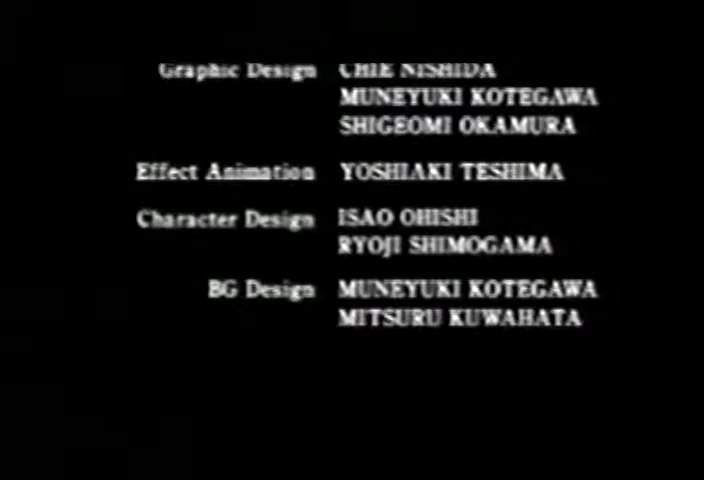 Graphic Design CHIE NISHIDA
MUNEYUKI KOTEGAWA
SHIGEOMI OKAMURA
Effect Animation YOSHIAKI TESHIMA
Character Design ISAO OHISHI
RYOJI SHIMOGAMA
BG Design MUNEYUKI KOTEGAWA
MITSURU KUWAHATA